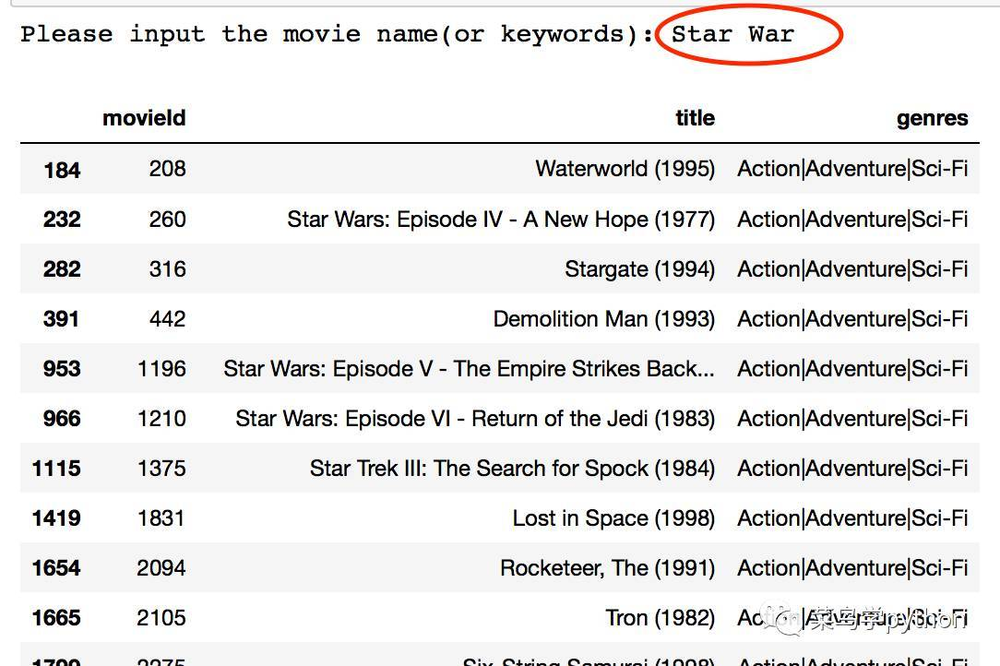 Please input the movie name(or keywords): Star War
movieId title genres
184 208 Waterworld (1995) Action|Adventure|Sci-Fi
232 260 Star Wars: Episode IV - A New Hope (1977) Action|Adventure|Sci-Fi
282 316 Stargate (1994) Action|Adventure|Sci-Fi
391 442 Demolition Man (1993) Action|Adventure|Sci-Fi
953 1196 Star Wars: Episode V - The Empire Strikes Back... Action|Adventure|Sci-Fi
966 1210 Star Wars: Episode VI - Return of the Jedi (1983) Action|Adventure|Sci-Fi
1115 1375 Star Trek III: The Search for Spock (1984) Action|Adventure|Sci-Fi
1419 1831 Lost in Space (1998) Action|Adventure|Sci-Fi
1654 2094 Rocketeer, The (1991) Action|Adventure|Sci-Fi
1665 2105 Tron (1982) Action|Adventure|Sci-Fi
菜鸟学python
Six-String Samurai (1998) Action|Adventure|Sci-Fi